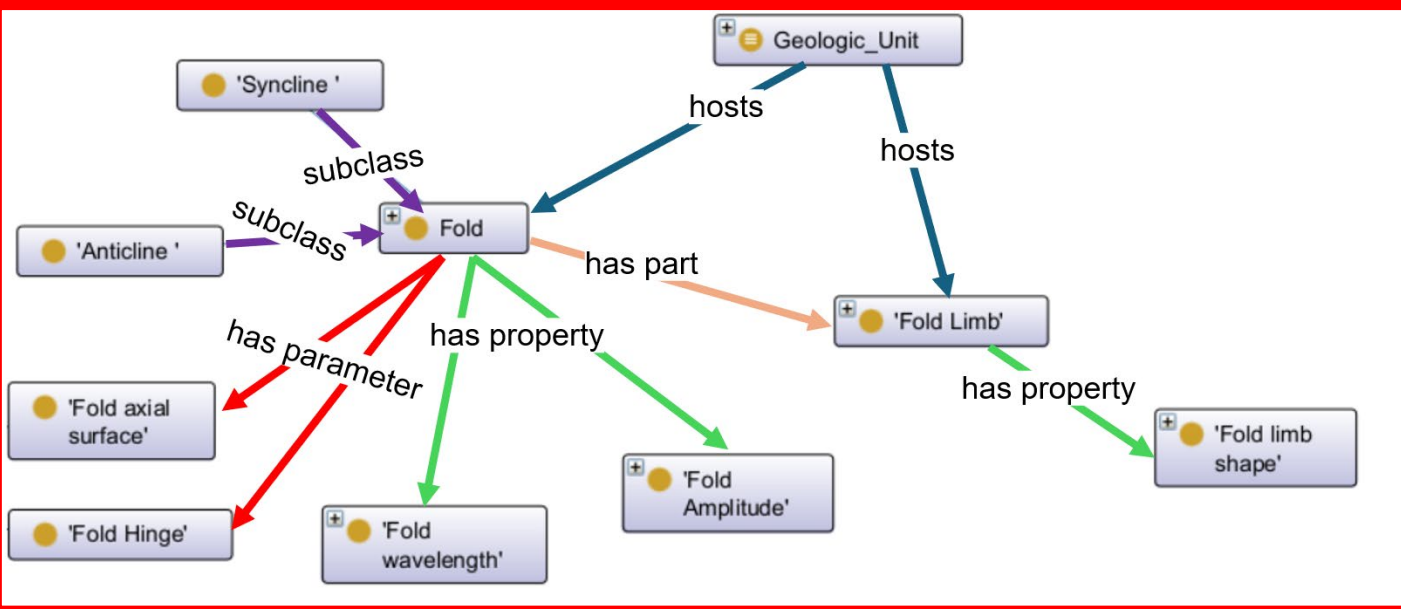 Geologic_Unit
'Syncline '
hosts
hosts
subclass
subclass
Fold
'Anticline '
has part
'Fold Limb'
has parameter
has property
has property
'Fold axial
surface'
'Fold limb
shape'
'Fold
Amplitude'
'Fold Hinge'
'Fold
wavelength'